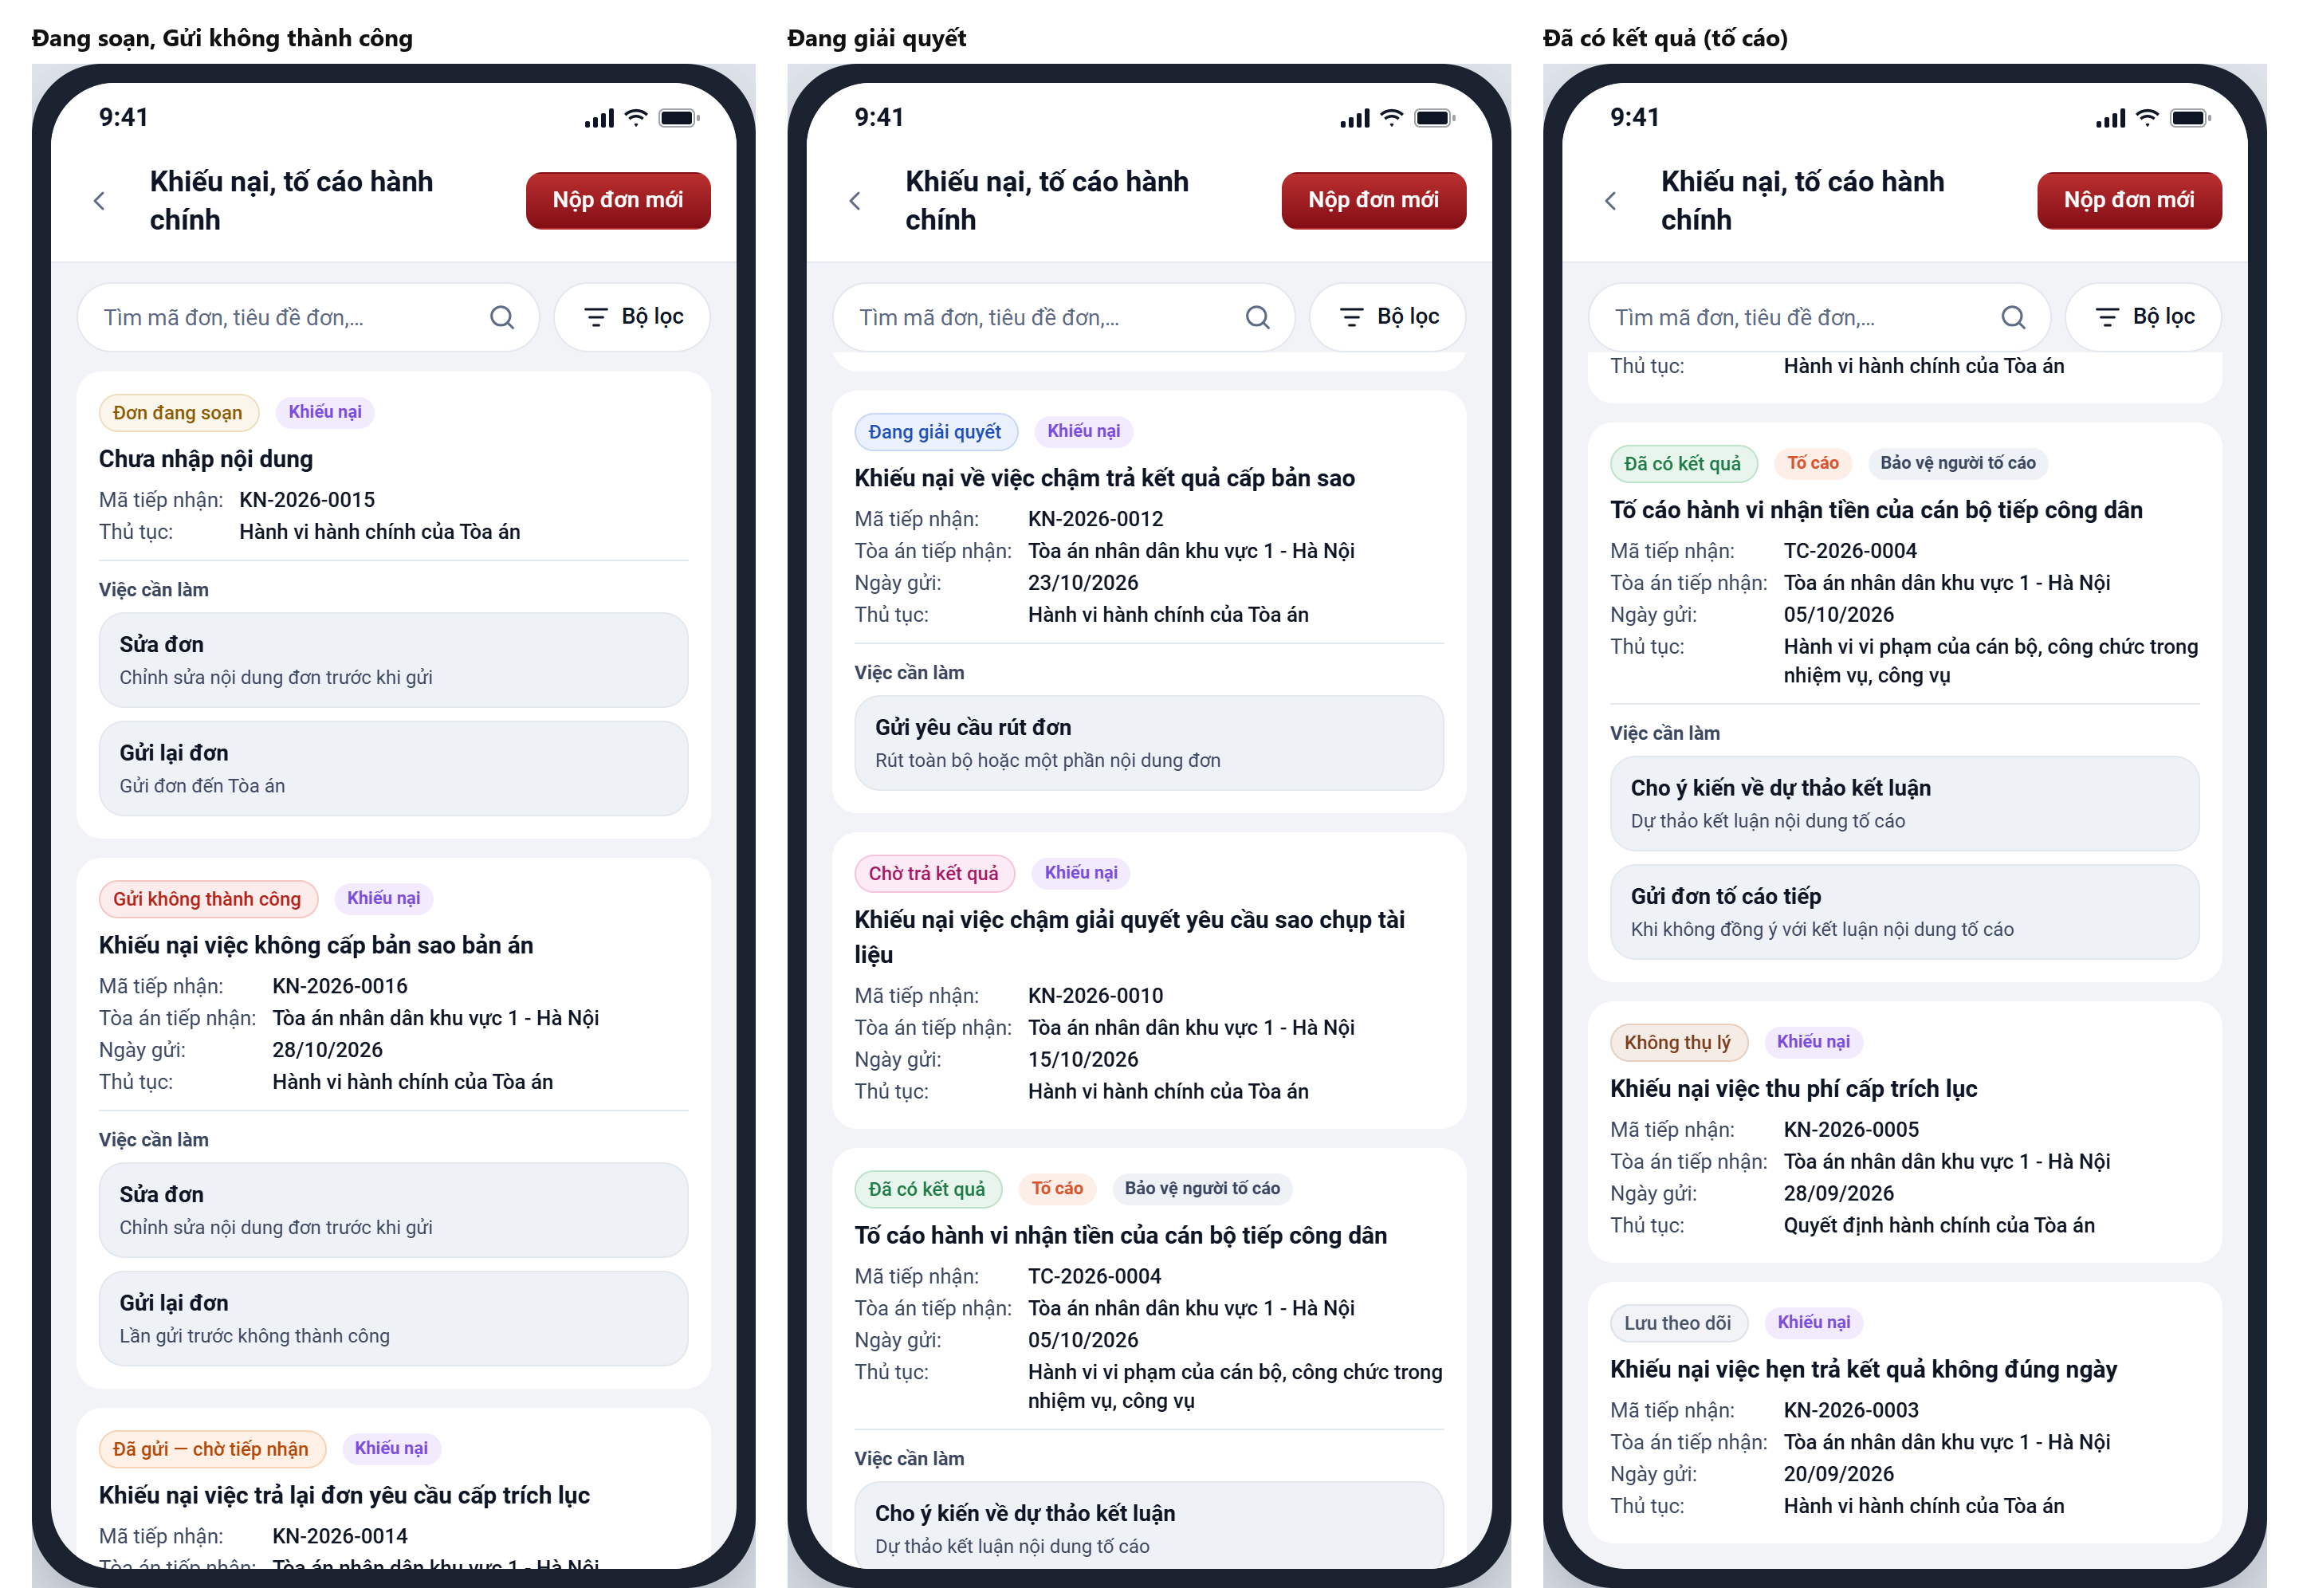 Đang soạn, Gửi không thành công
9:41
Khiếu nại, tố cáo hành
chính
Nộp đơn mới
Tìm mã đơn, tiêu đề đơn,...
Bộ lọc
Đơn đang soạn
Khiếu nại
Chưa nhập nội dung
Mã tiếp nhận: KN-2026-0015
Thủ tục: Hành vi hành chính của Tòa án
Việc cần làm
Sửa đơn
Chỉnh sửa nội dung đơn trước khi gửi
Gửi lại đơn
Gửi đơn đến Tòa án
Gửi không thành công
Khiếu nại
Khiếu nại việc không cấp bản sao bản án
Mã tiếp nhận: KN-2026-0016
Tòa án tiếp nhận: Tòa án nhân dân khu vực 1 - Hà Nội
Ngày gửi: 28/10/2026
Thủ tục: Hành vi hành chính của Tòa án
Việc cần làm
Sửa đơn
Chỉnh sửa nội dung đơn trước khi gửi
Gửi lại đơn
Lần gửi trước không thành công
Đã gửi — chờ tiếp nhận
Khiếu nại
Khiếu nại việc trả lại đơn yêu cầu cấp trích lục
Mã tiếp nhận: KN-2026-0014
Tòa án tiếp nhận: Tòa án nhân dân khu vực 1 - Hà Nội
Đang giải quyết
9:41
Khiếu nại, tố cáo hành
chính
Nộp đơn mới
Tìm mã đơn, tiêu đề đơn,...
Bộ lọc
Đang giải quyết
Khiếu nại
Khiếu nại về việc chậm trả kết quả cấp bản sao
Mã tiếp nhận: KN-2026-0012
Tòa án tiếp nhận: Tòa án nhân dân khu vực 1 - Hà Nội
Ngày gửi: 23/10/2026
Thủ tục: Hành vi hành chính của Tòa án
Việc cần làm
Gửi yêu cầu rút đơn
Rút toàn bộ hoặc một phần nội dung đơn
Chờ trả kết quả
Khiếu nại
Khiếu nại việc chậm giải quyết yêu cầu sao chụp tài
liệu
Mã tiếp nhận: KN-2026-0010
Tòa án tiếp nhận: Tòa án nhân dân khu vực 1 - Hà Nội
Ngày gửi: 15/10/2026
Thủ tục: Hành vi hành chính của Tòa án
Đã có kết quả
Tố cáo
Bảo vệ người tố cáo
Tố cáo hành vi nhận tiền của cán bộ tiếp công dân
Mã tiếp nhận: TC-2026-0004
Tòa án tiếp nhận: Tòa án nhân dân khu vực 1 - Hà Nội
Ngày gửi: 05/10/2026
Thủ tục: Hành vi vi phạm của cán bộ, công chức trong
nhiệm vụ, công vụ
Việc cần làm
Cho ý kiến về dự thảo kết luận
Dự thảo kết luận nội dung tố cáo
Đã có kết quả (tố cáo)
9:41
Khiếu nại, tố cáo hành
chính
Nộp đơn mới
Tìm mã đơn, tiêu đề đơn,...
Bộ lọc
Thủ tục: Hành vi hành chính của Tòa án
Đã có kết quả
Tố cáo
Bảo vệ người tố cáo
Tố cáo hành vi nhận tiền của cán bộ tiếp công dân
Mã tiếp nhận: TC-2026-0004
Tòa án tiếp nhận: Tòa án nhân dân khu vực 1 - Hà Nội
Ngày gửi: 05/10/2026
Thủ tục: Hành vi vi phạm của cán bộ, công chức trong
nhiệm vụ, công vụ
Việc cần làm
Cho ý kiến về dự thảo kết luận
Dự thảo kết luận nội dung tố cáo
Gửi đơn tố cáo tiếp
Khi không đồng ý với kết luận nội dung tố cáo
Không thụ lý
Khiếu nại
Khiếu nại việc thu phí cấp trích lục
Mã tiếp nhận: KN-2026-0005
Tòa án tiếp nhận: Tòa án nhân dân khu vực 1 - Hà Nội
Ngày gửi: 28/09/2026
Thủ tục: Quyết định hành chính của Tòa án
Lưu theo dõi
Khiếu nại
Khiếu nại việc hẹn trả kết quả không đúng ngày
Mã tiếp nhận: KN-2026-0003
Tòa án tiếp nhận: Tòa án nhân dân khu vực 1 - Hà Nội
Ngày gửi: 20/09/2026
Thủ tục: Hành vi hành chính của Tòa án